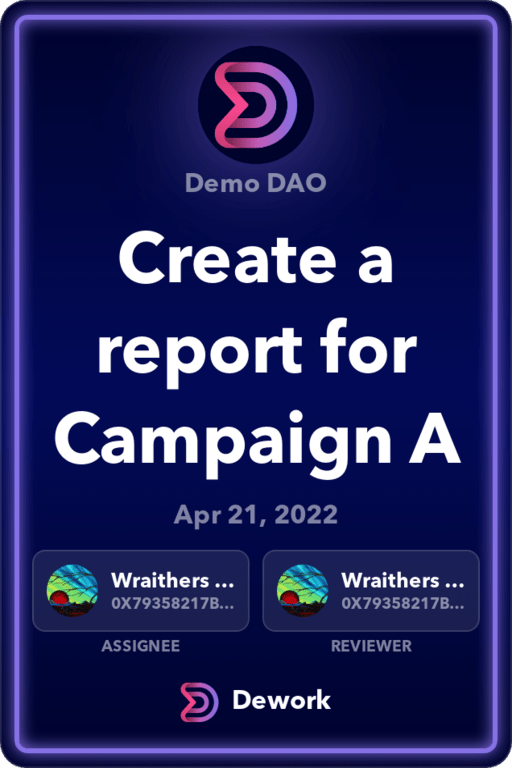 Demo DAO
Create a
report for
Campaign A
Apr 21, 2022
Wraithers ...
0X79358217B...
ASSIGNEE
Wraithers ...
0X79358217B...
REVIEWER
Dework